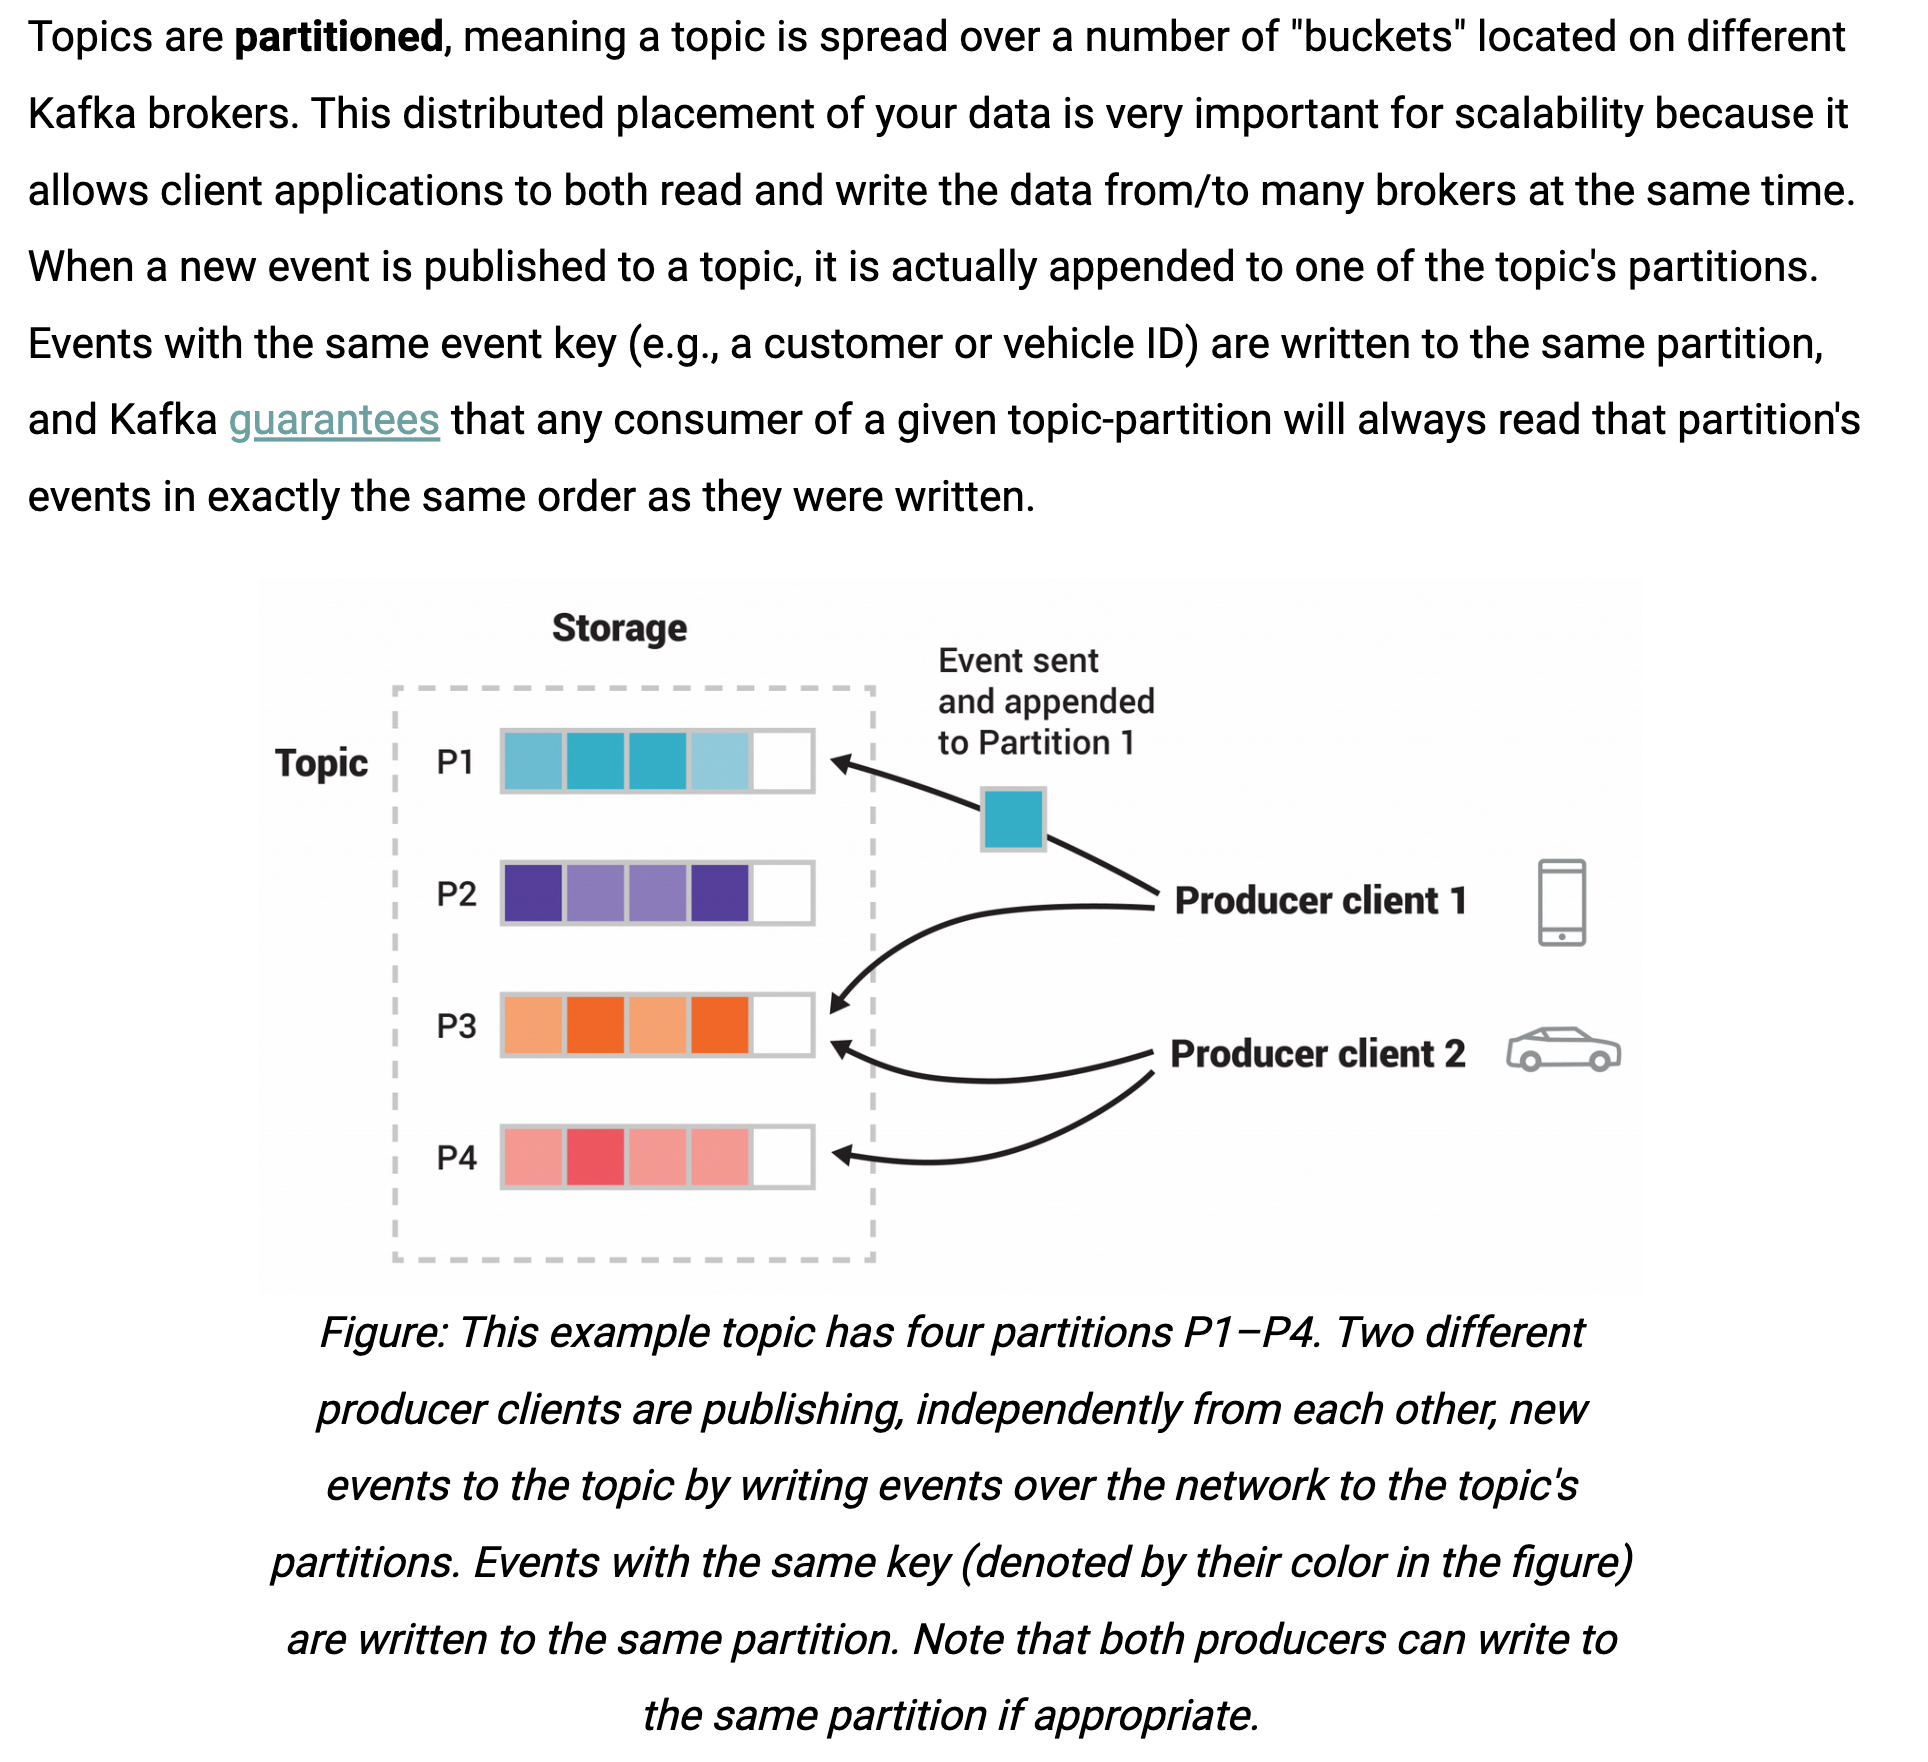 Topics are partitioned, meaning a topic is spread over a number of "buckets" located on different
Kafka brokers. This distributed placement of your data is very important for scalability because it
allows client applications to both read and write the data from/to many brokers at the same time.
When a new event is published to a topic, it is actually appended to one of the topic's partitions.
Events with the same event key (e.g., a customer or vehicle ID) are written to the same partition,
and Kafka guarantees that any consumer of a given topic-partition will always read that partition's
events in exactly the same order as they were written.
Storage
Event sent
and appended
to Partition 1
Topic
P1
P2
Producer client 1
P3
Producer client 2
P4
Figure: This example topic has four partitions P1–P4. Two different
producer clients are publishing, independently from each other, new
events to the topic by writing events over the network to the topic's
partitions. Events with the same key (denoted by their color in the figure)
are written to the same partition. Note that both producers can write to
the same partition if appropriate.